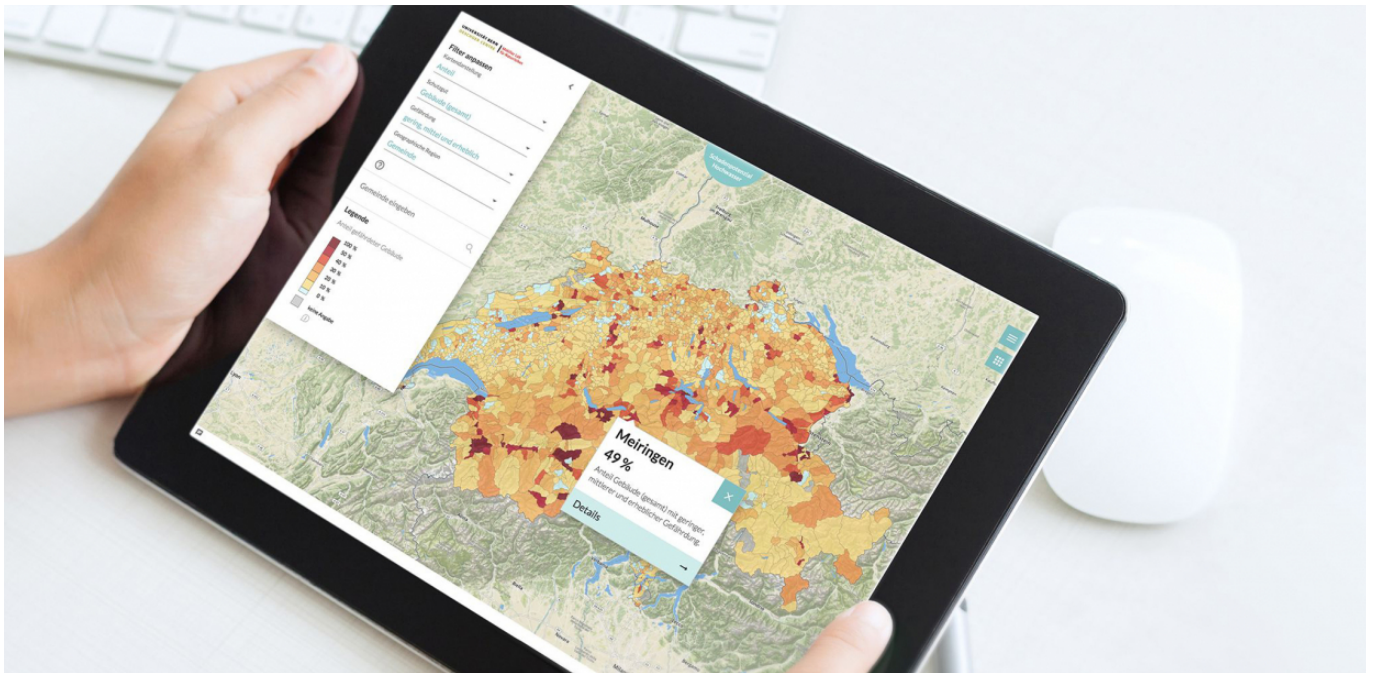 UNIVERSITÄT BERN
Filter anpassen
Kartendarstellung
Anteil
Schutzgut
Gebäude (gesamt)
Gefährdung
gering, mittel und erheblich
Geographische Region
Gemeinde
Gemeinde eingeben
Legende
Anteil gefährdeter Gebäude
100 %
50 %
40 %
30 %
20 %
10 %
0 %
keine Angabe
Schadenpotenzial
Hochwasser
Meiringen
49 %
Anteil Gebäude (gesamt) mit geringer,
mittlerer und erheblicher Gefährdung.
Details